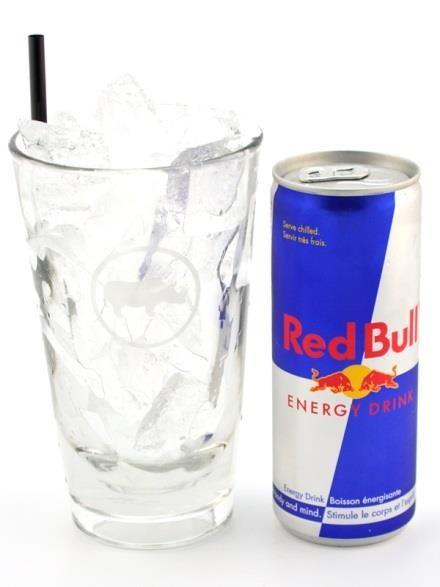 Serve chilled.
Servir très frais.
Red Bull
ENERGY DRINK
Energy Drink Boisson énergisante
and mind. Stimule le corps et